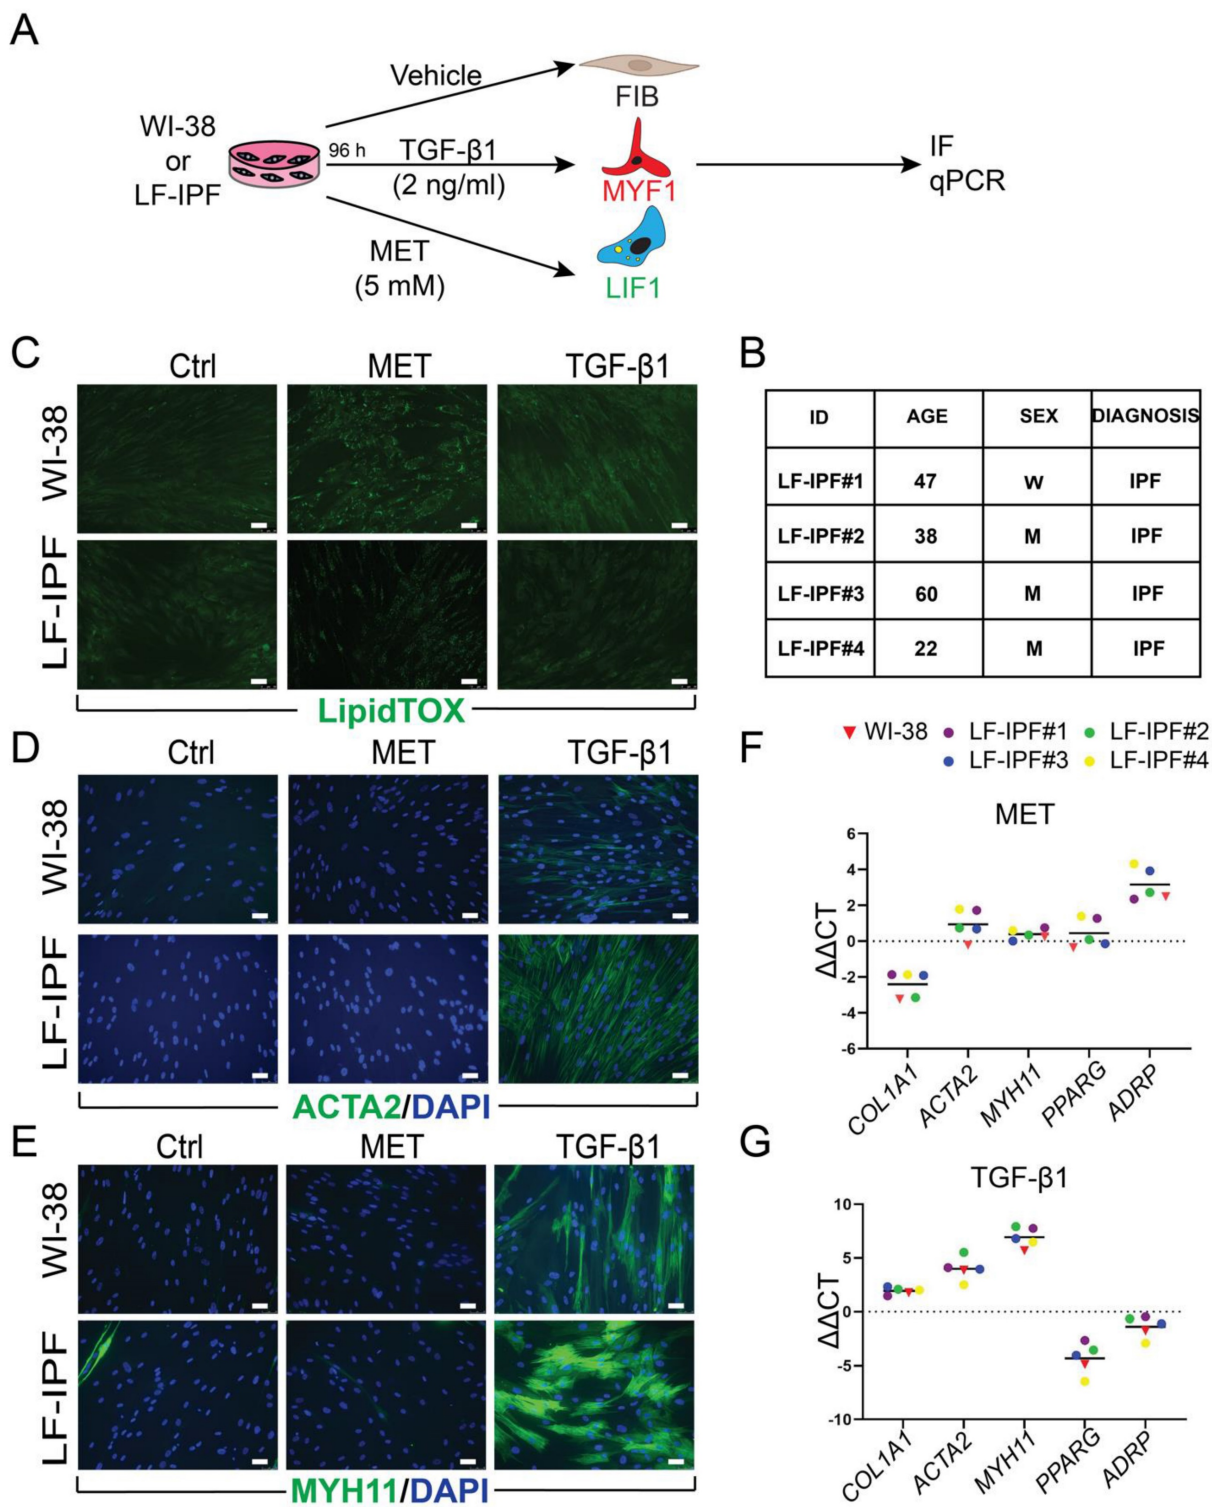 A
WI-38
or
LF-IPF
96 h
Vehicle
TGF-β1
(2 ng/ml)
MET
(5 mM)
FIB
MYF1
LIF1
IF
qPCR
C
Ctrl
MET
TGF-β1
WI-38
LF-IPF
LipidTOX
B
ID AGE SEX DIAGNOSIS
LF-IPF#1 47 W IPF
LF-IPF#2 38 M IPF
LF-IPF#3 60 M IPF
LF-IPF#4 22 M IPF
D
Ctrl
MET
TGF-β1
WI-38
LF-IPF
ACTA2/DAPI
E
Ctrl
MET
TGF-β1
WI-38
LF-IPF
MYH11/DAPI
F
WI-38 LF-IPF#1 LF-IPF#2
LF-IPF#3 LF-IPF#4
MET
ΔΔCT
6
4
2
0
-2
-4
-6
COL1A1
ACTA2
MYH11
PPARG
ADRP
G
TGF-β1
ΔΔCT
10
5
0
-5
-10
COL1A1
ACTA2
MYH11
PPARG
ADRP